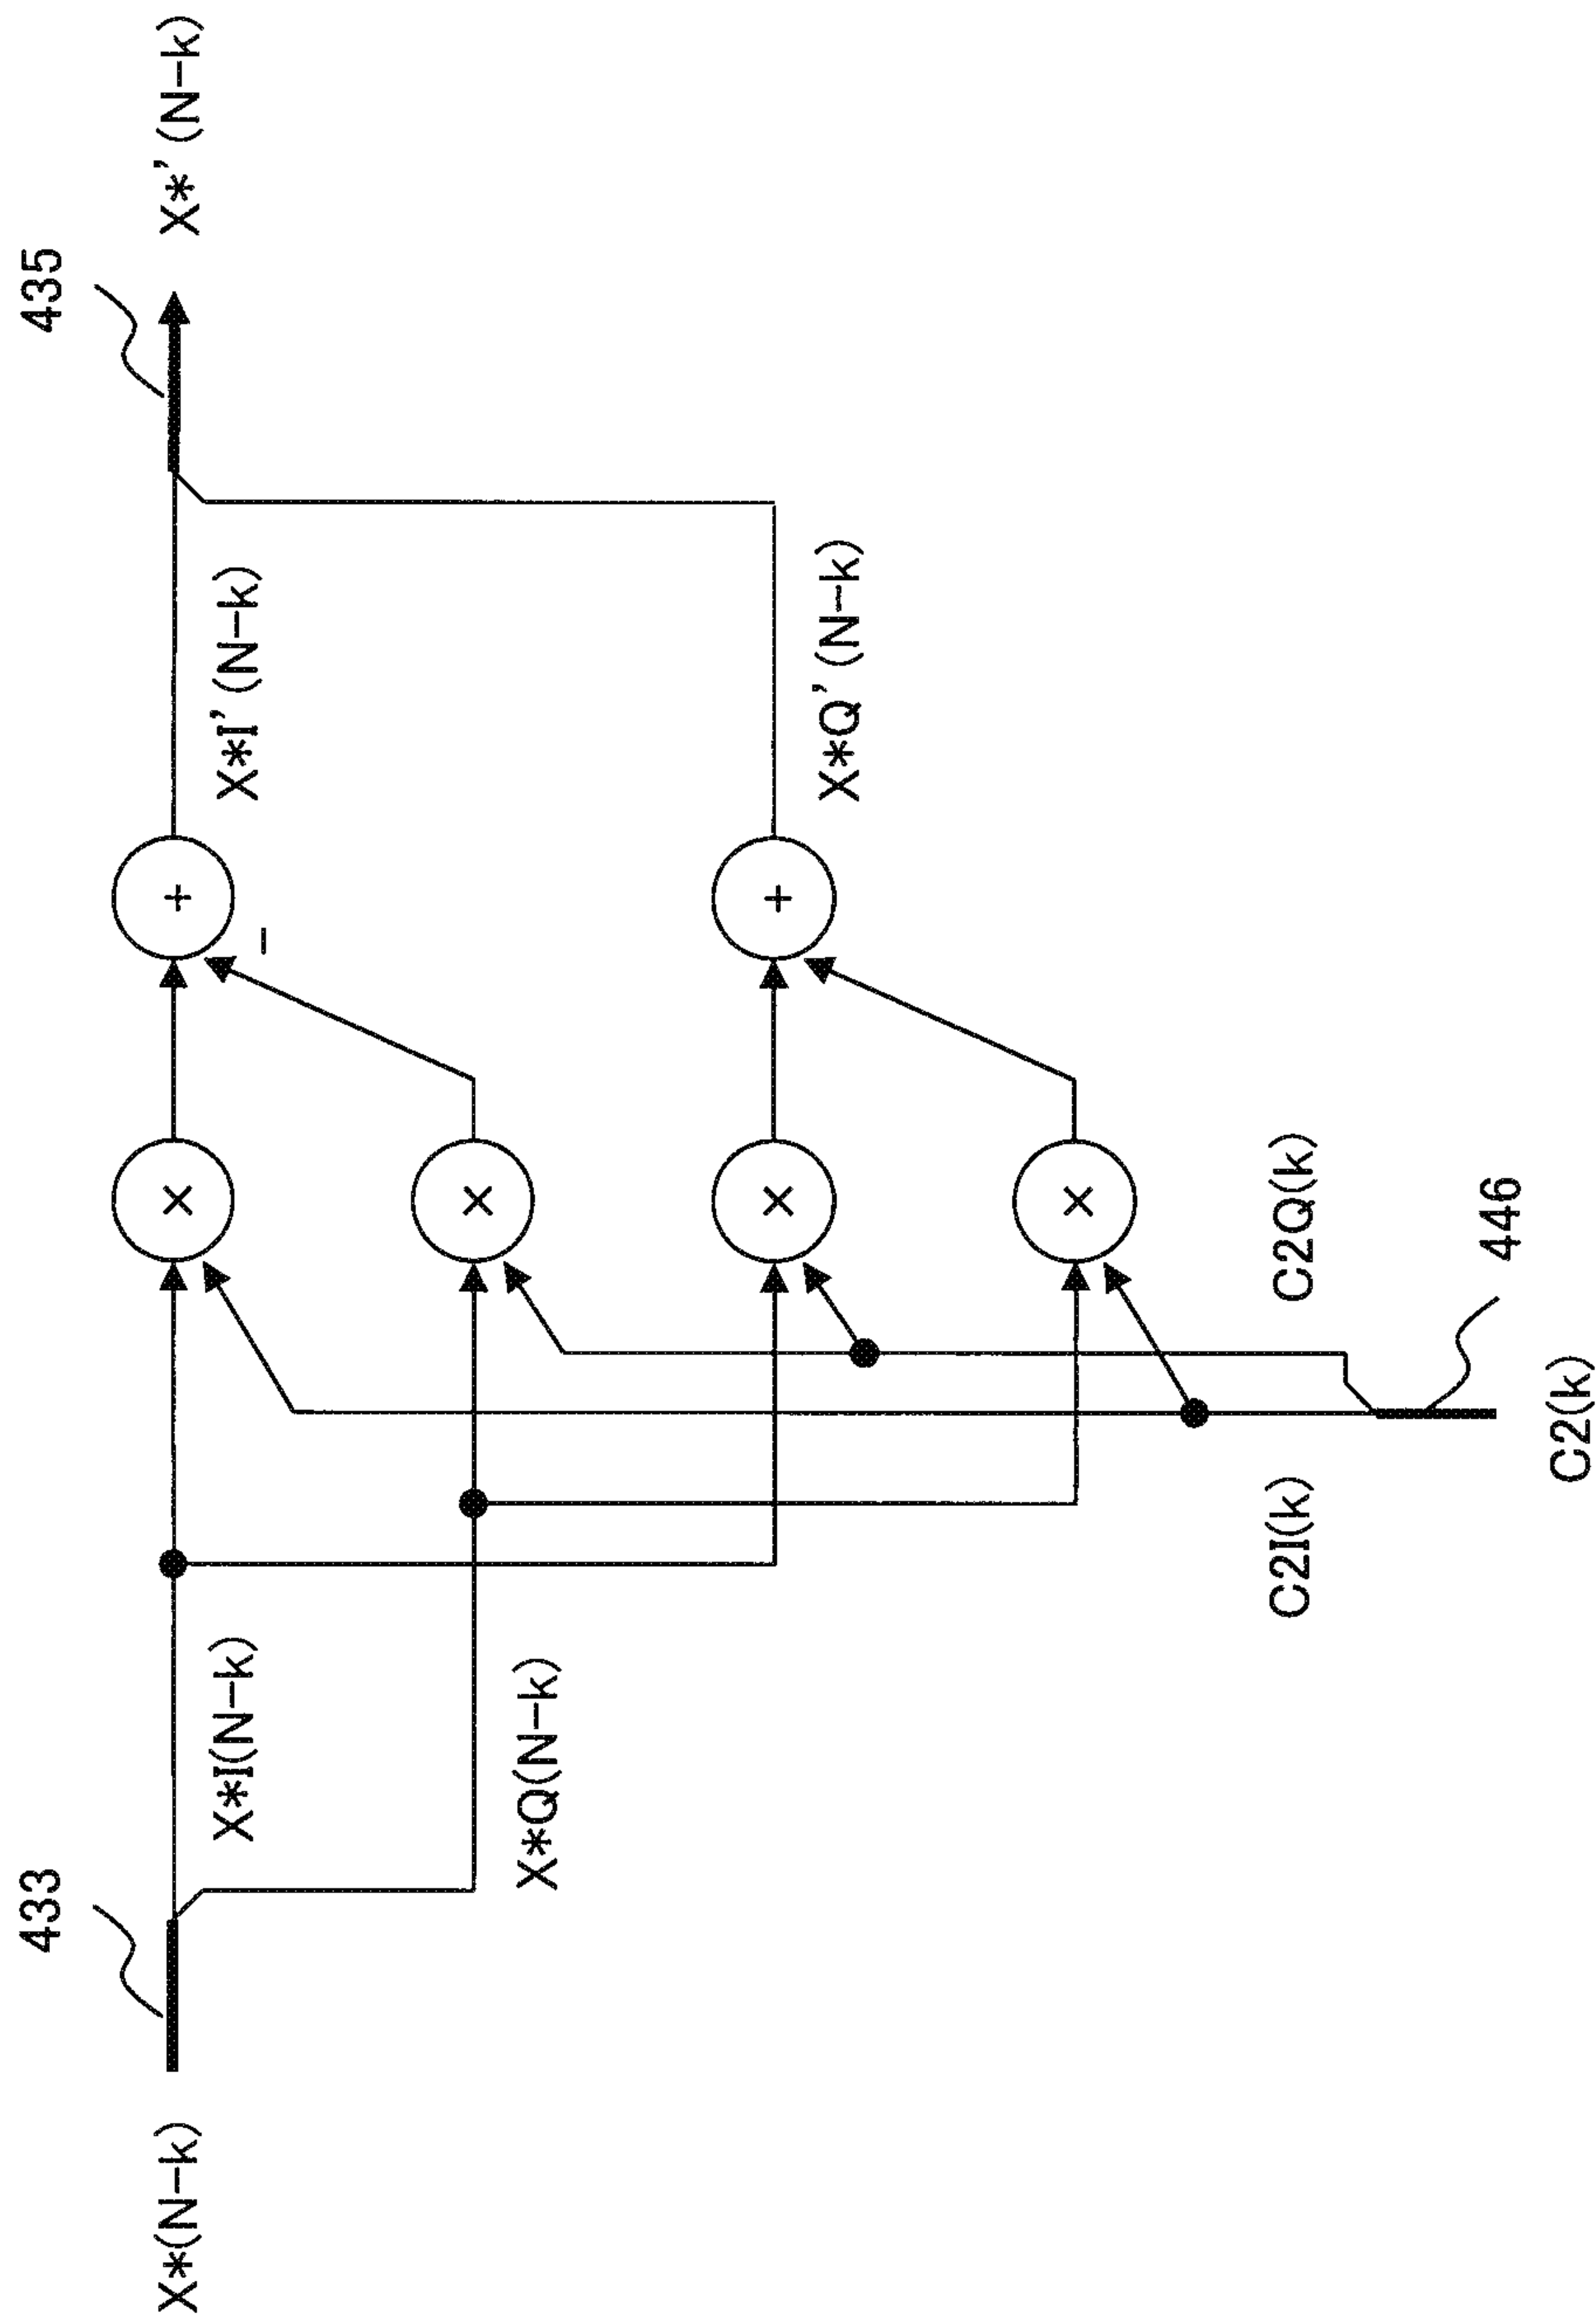 433
435
X*(N-k)
X*'(N-k)
X*I(N-k)
X*I'(N-k)
×
+
−
X*Q(N-k)
×
×
+
X*Q'(N-k)
×
C2I(k)
C2Q(k)
446
C2(k)